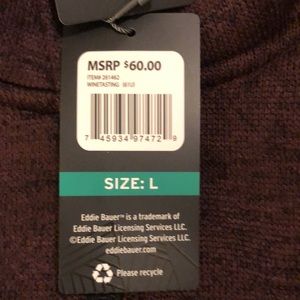 MSRP $60.00
ITEM# 261462
WINETASTING
7 45934 97472 9
SIZE: L
Eddie Bauer™ is a trademark of
Eddie Bauer Licensing Services LLC.
©Eddie Bauer Licensing Services LLC.
eddiebauer.com
Please recycle